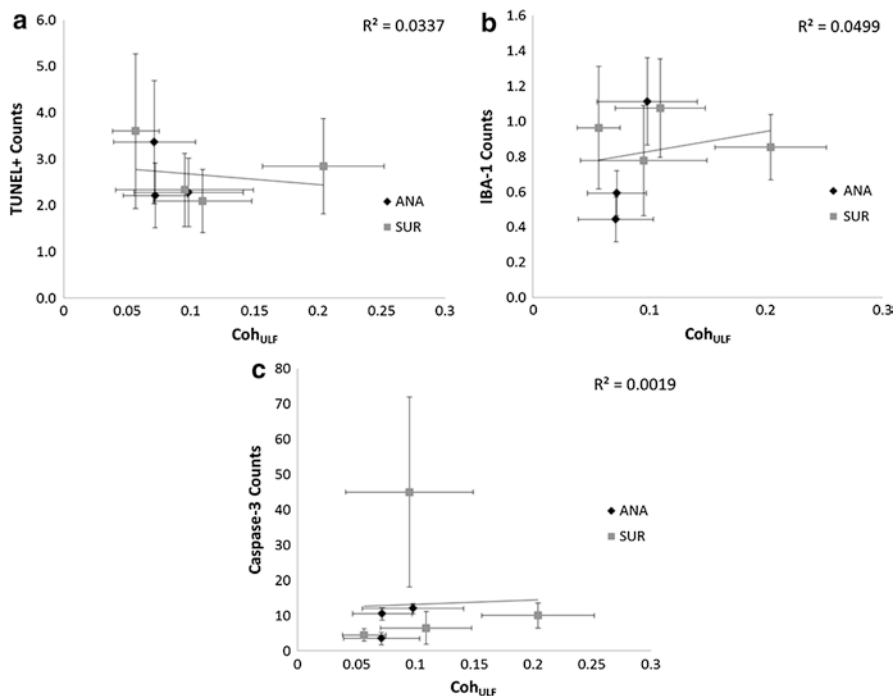 a
R² = 0.0337
6.0
5.0
4.0
3.0
2.0
1.0
0.0
TUNEL+ Counts
ANA
SUR
0 0.05 0.1 0.15 0.2 0.25 0.3
CohULF
b
R² = 0.0499
1.6
1.4
1.2
1.0
0.8
0.6
0.4
0.2
0.0
IBA-1 Counts
ANA
SUR
0 0.1 0.2 0.3
CohULF
c
R² = 0.0019
80
70
60
50
40
30
20
10
0
Caspase-3 Counts
ANA
SUR
0 0.05 0.1 0.15 0.2 0.25 0.3
CohULF